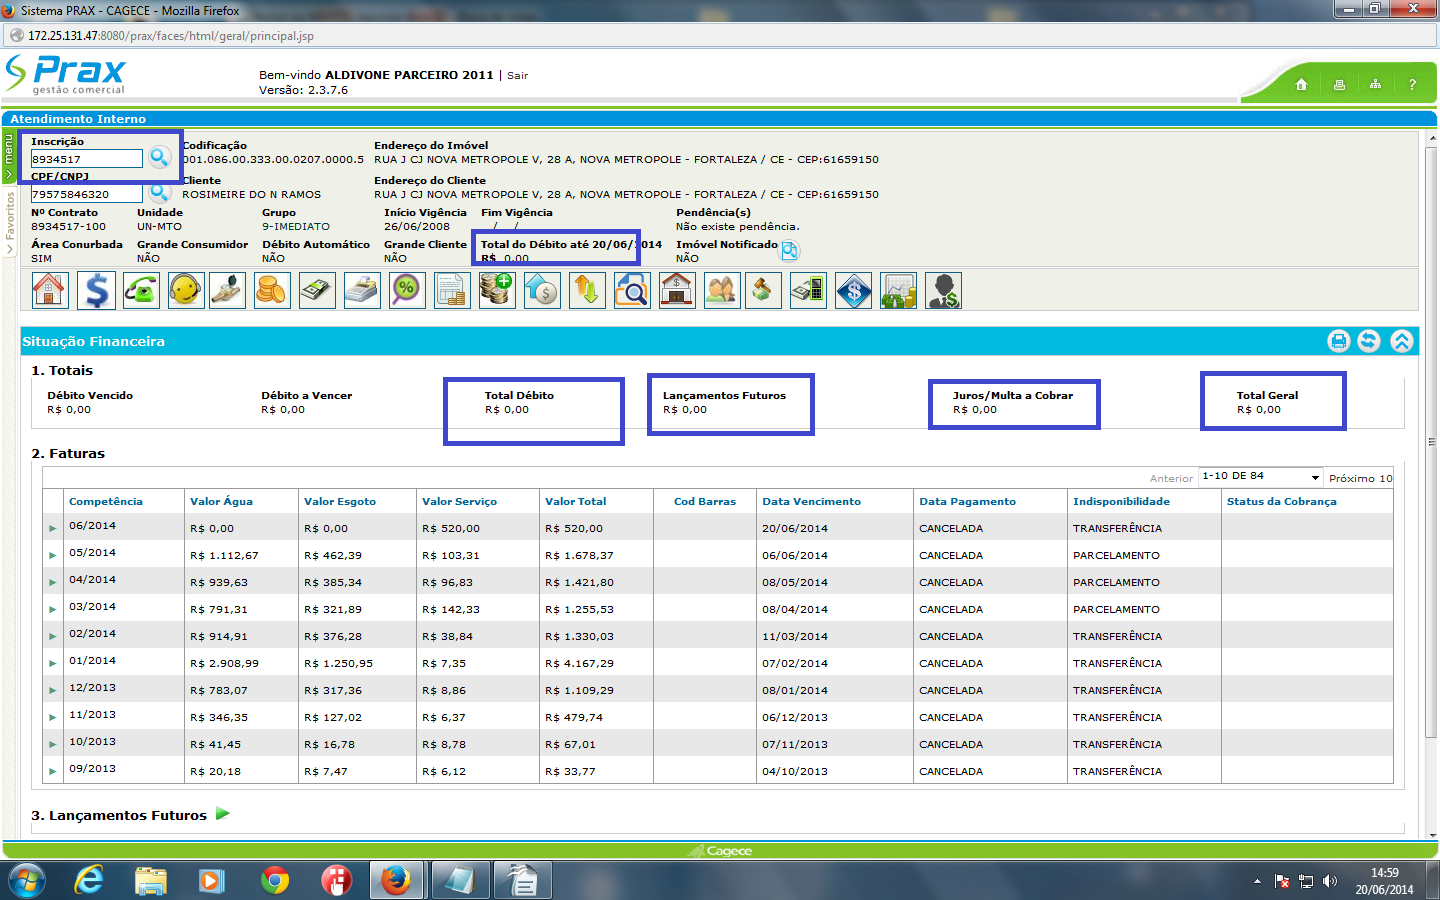 Sistema PRAX - CAGECE - Mozilla Firefox
172.25.131.47:8080/prax/faces/html/geral/principal.jsp
Prax
gestão comercial
Bem-vindo ALDIVONE PARCEIRO 2011 | Sair
Versão: 2.3.7.6
?
Atendimento Interno
menu
Favoritos
Inscrição Codificação Endereço do Imóvel
8934517 001.086.00.333.00.0207.0000.5 RUA J CJ NOVA METROPOLE V, 28 A, NOVA METROPOLE - FORTALEZA / CE - CEP:61659150
CPF/CNPJ Cliente Endereço do Cliente
79575846320 ROSIMEIRE DO N RAMOS RUA J CJ NOVA METROPOLE V, 28 A, NOVA METROPOLE - FORTALEZA / CE - CEP:61659150
Nº Contrato Unidade Grupo Início Vigência Fim Vigência Pendência(s)
8934517-100 UN-MTO 9-IMEDIATO 26/06/2008 / / Não existe pendência.
Área Conurbada Grande Consumidor Débito Automático Grande Cliente Total do Débito até 20/06/2014 Imóvel Notificado
SIM NÃO NÃO NÃO R$ 0,00 NÃO
Situação Financeira
1. Totais
Débito Vencido Débito a Vencer Total Débito Lançamentos Futuros Juros/Multa a Cobrar Total Geral
R$ 0,00 R$ 0,00 R$ 0,00 R$ 0,00 R$ 0,00 R$ 0,00
2. Faturas
Anterior 1-10 DE 84 Próximo 10
Competência Valor Água Valor Esgoto Valor Serviço Valor Total Cod Barras Data Vencimento Data Pagamento Indisponibilidade Status da Cobrança
06/2014 R$ 0,00 R$ 0,00 R$ 520,00 R$ 520,00 20/06/2014 CANCELADA TRANSFERÊNCIA
05/2014 R$ 1.112,67 R$ 462,39 R$ 103,31 R$ 1.678,37 06/06/2014 CANCELADA PARCELAMENTO
04/2014 R$ 939,63 R$ 385,34 R$ 96,83 R$ 1.421,80 08/05/2014 CANCELADA PARCELAMENTO
03/2014 R$ 791,31 R$ 321,89 R$ 142,33 R$ 1.255,53 08/04/2014 CANCELADA PARCELAMENTO
02/2014 R$ 914,91 R$ 376,28 R$ 38,84 R$ 1.330,03 11/03/2014 CANCELADA TRANSFERÊNCIA
01/2014 R$ 2.908,99 R$ 1.250,95 R$ 7,35 R$ 4.167,29 07/02/2014 CANCELADA TRANSFERÊNCIA
12/2013 R$ 783,07 R$ 317,36 R$ 8,86 R$ 1.109,29 08/01/2014 CANCELADA TRANSFERÊNCIA
11/2013 R$ 346,35 R$ 127,02 R$ 6,37 R$ 479,74 06/12/2013 CANCELADA TRANSFERÊNCIA
10/2013 R$ 41,45 R$ 16,78 R$ 8,78 R$ 67,01 07/11/2013 CANCELADA TRANSFERÊNCIA
09/2013 R$ 20,18 R$ 7,47 R$ 6,12 R$ 33,77 04/10/2013 CANCELADA TRANSFERÊNCIA
3. Lançamentos Futuros
Cagece
14:59
20/06/2014